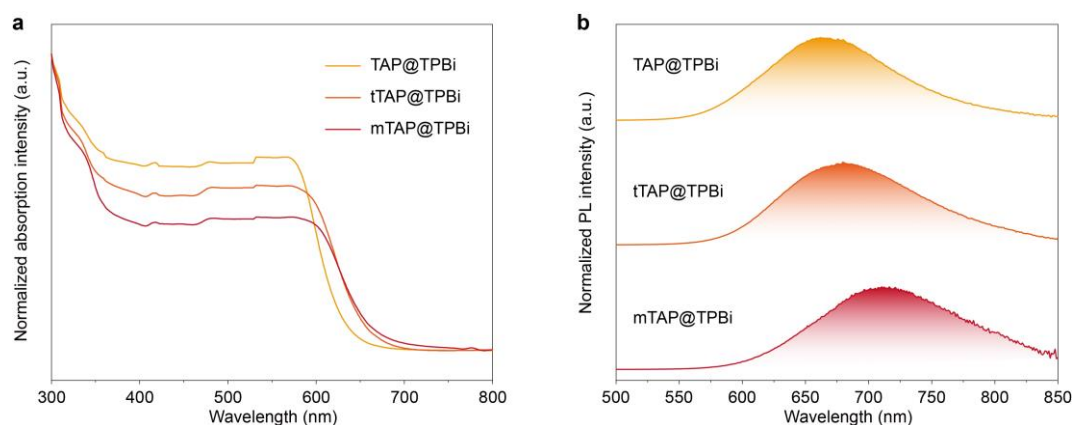 a
Normalized absorption intensity (a.u.)
TAP@TPBi
tTAP@TPBi
mTAP@TPBi
300 400 500 600 700 800
Wavelength (nm)
b
Normalized PL intensity (a.u.)
TAP@TPBi
tTAP@TPBi
mTAP@TPBi
500 550 600 650 700 750 800 850
Wavelength (nm)